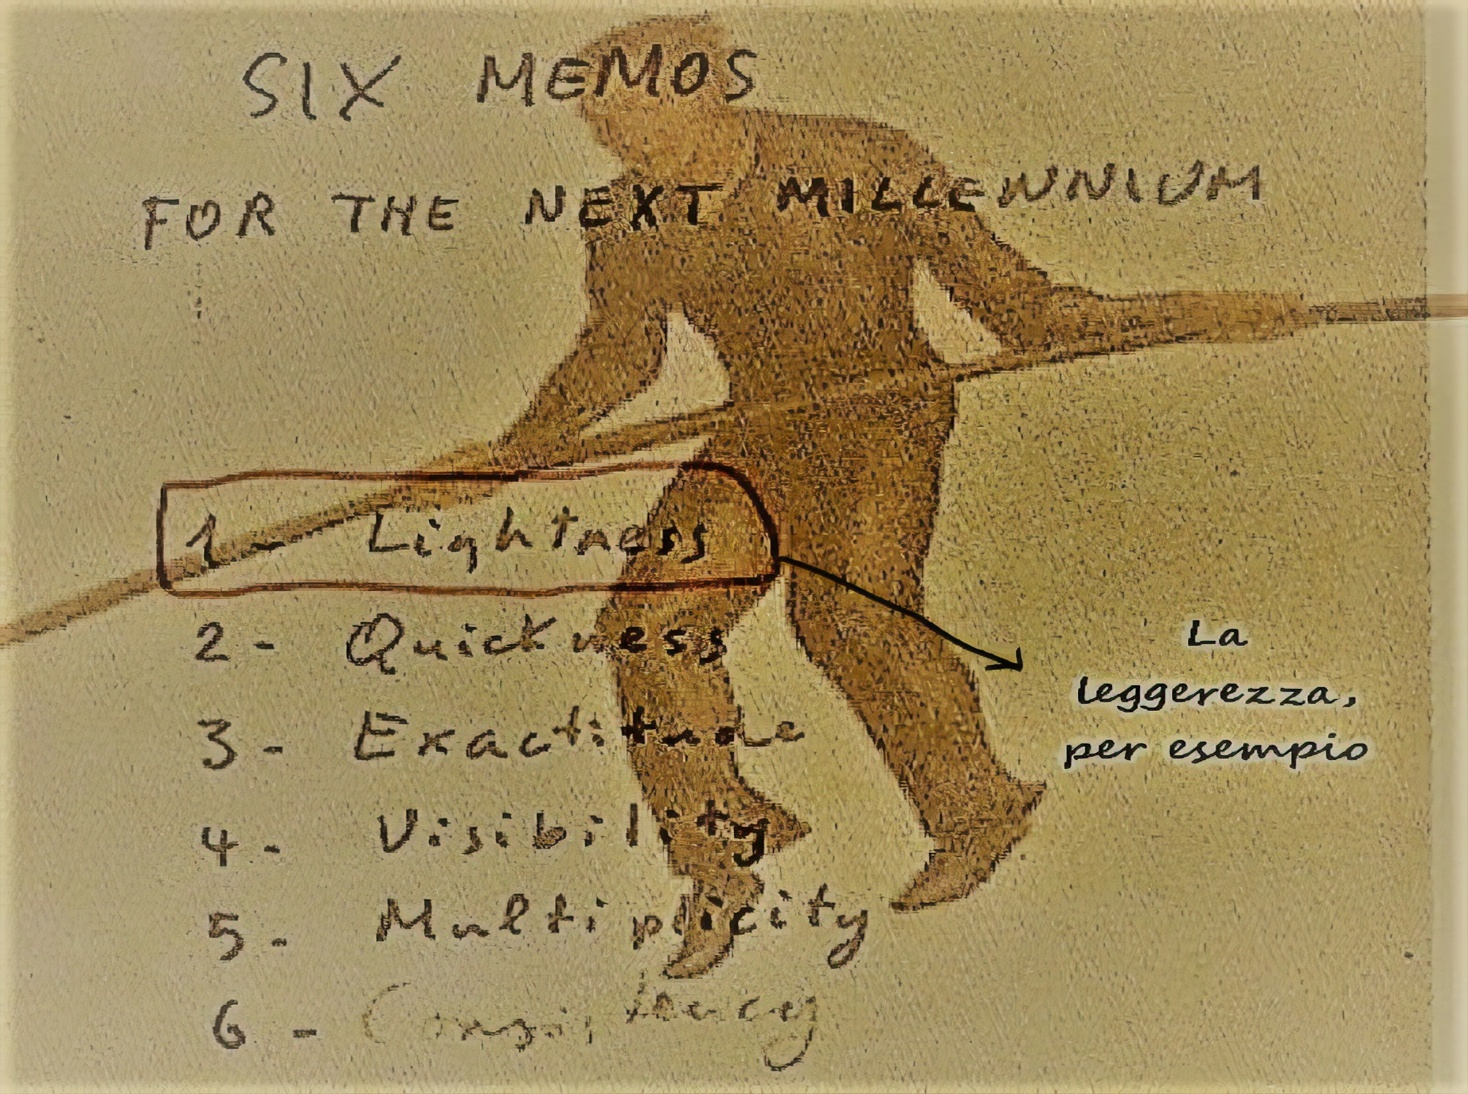 SIX MEMOS
FOR THE NEXT MILLENNIUM
1 - Lightness
2 - Quickness
3 - Exactitude
4 - Visibility
5 - Multiplicity
6 - Consistency
La
leggerezza,
per esempio